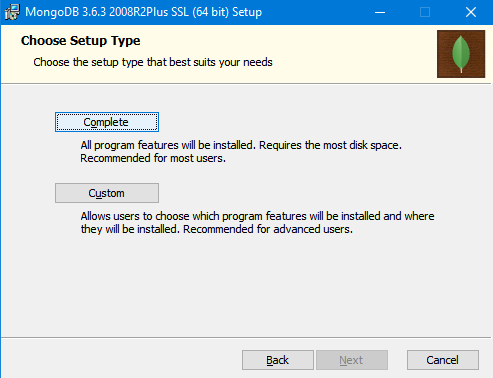 MongoDB 3.6.3 2008R2Plus SSL (64 bit) Setup
Choose Setup Type
Choose the setup type that best suits your needs
Complete
All program features will be installed. Requires the most disk space.
Recommended for most users.
Custom
Allows users to choose which program features will be installed and where
they will be installed. Recommended for advanced users.
Back Next Cancel